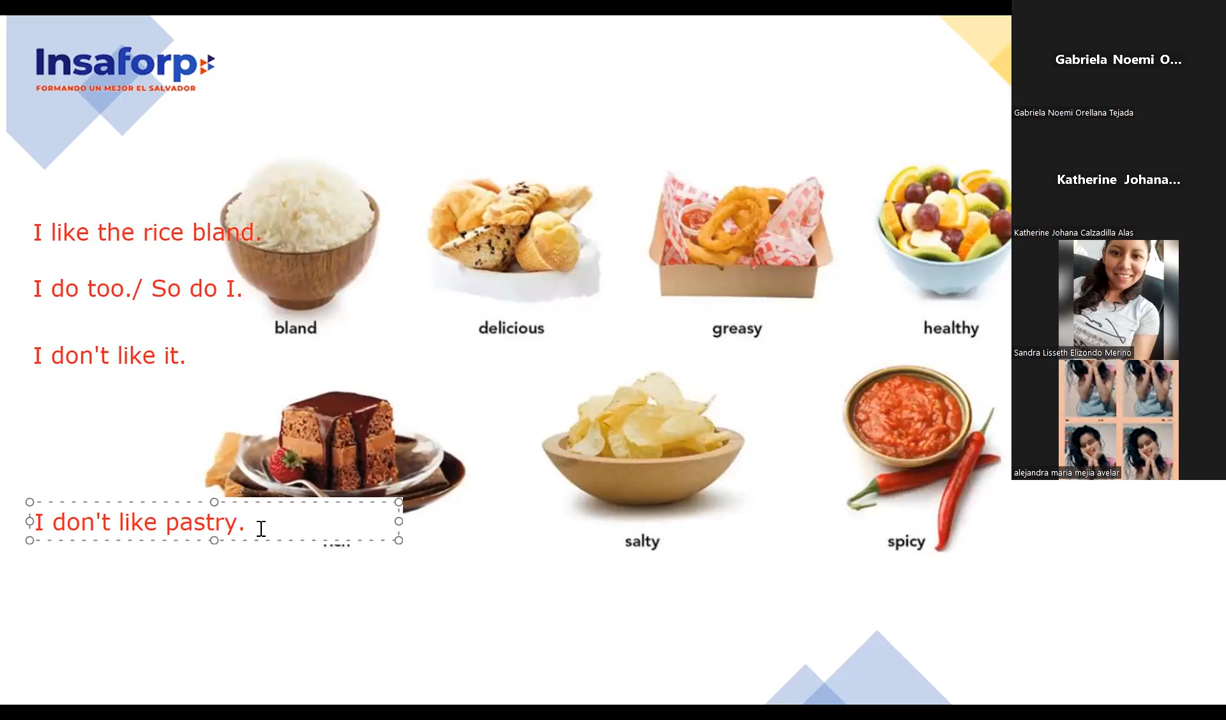 Insaforp
FORMANDO UN MEJOR EL SALVADOR
I like the rice bland.
I do too./ So do I.
I don't like it.
bland
delicious
greasy
healthy
I don't like pastry.
salty
spicy
Gabriela Noemi O...
Gabriela Noemi Orellana Tejada
Katherine Johana...
Katherine Johana Calzadilla Alas
Sandra Lisseth Elizondo Merino
alejandra maria mejia avelar